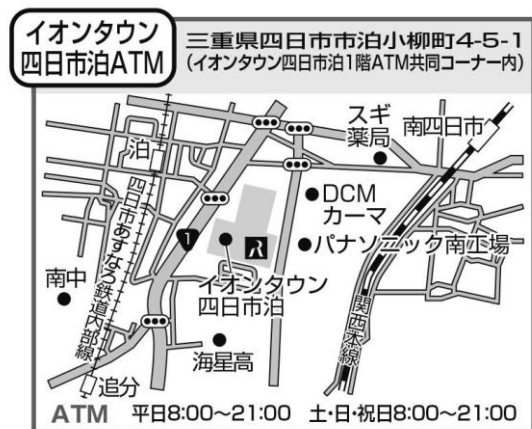 イオンタウン
四日市泊ATM
三重県四日市市泊小柳町4-5-1
(イオンタウン四日市泊1階ATM共同コーナー内)
スギ
薬局
南四日市
泊
DCM
カーマ
四日市あすなろ鉄道内部線
1
R
パナソニック南工場
イオンタウン
四日市泊
南中
関西本線
海星高
追分
ATM 平日8:00~21:00 土・日・祝日8:00~21:00